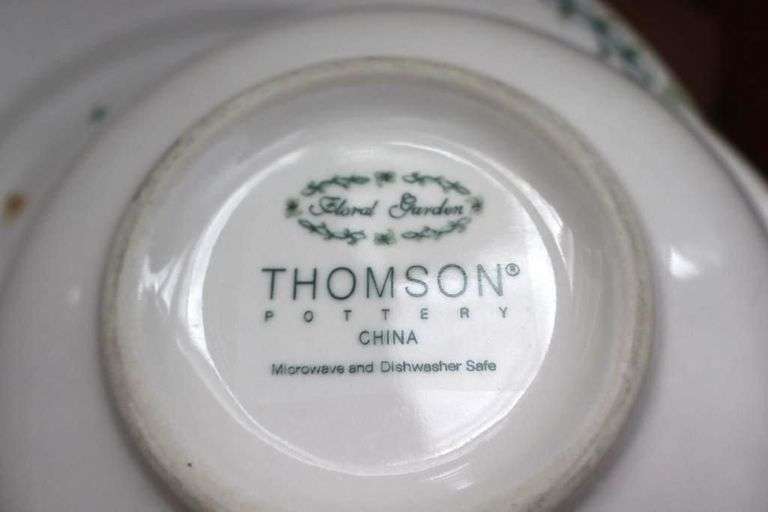 Floral Garden
THOMSON®
POTTERY
CHINA
Microwave and Dishwasher Safe